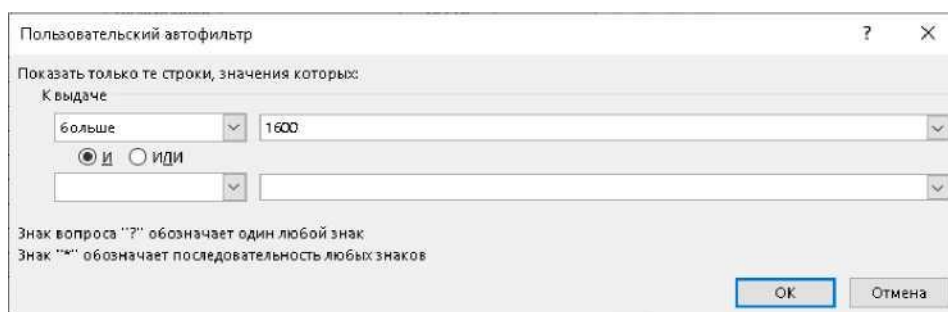 Пользовательский автофильтр ? ×
Показать только те строки, значения которых:
К выдаче
больше 1600
И ИЛИ
Знак вопроса "?" обозначает один любой знак
Знак "*" обозначает последовательность любых знаков
ОК Отмена